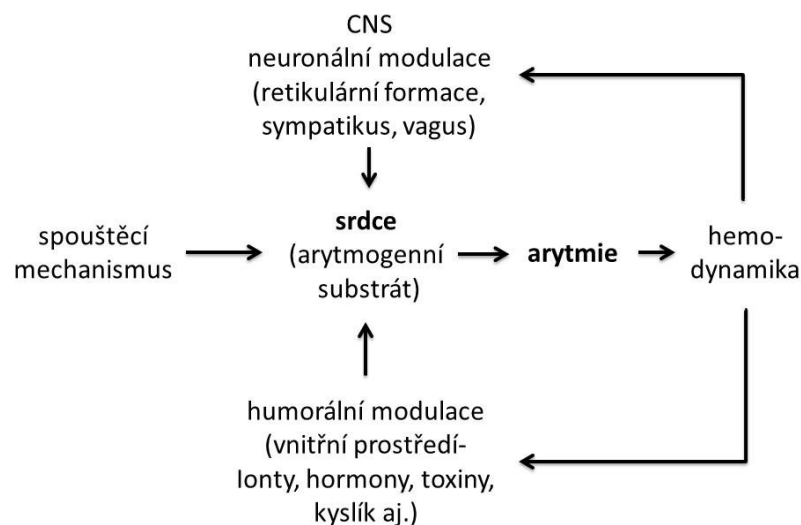 CNS
neuronální modulace
(retikulární formace,
sympatikus, vagus)
spouštěcí
mechanismus
srdce
(arytmogenní
substrát)
arytmie
hemo-
dynamika
humorální modulace
(vnitřní prostředí-
Ionty, hormony, toxiny,
kyslík aj.)